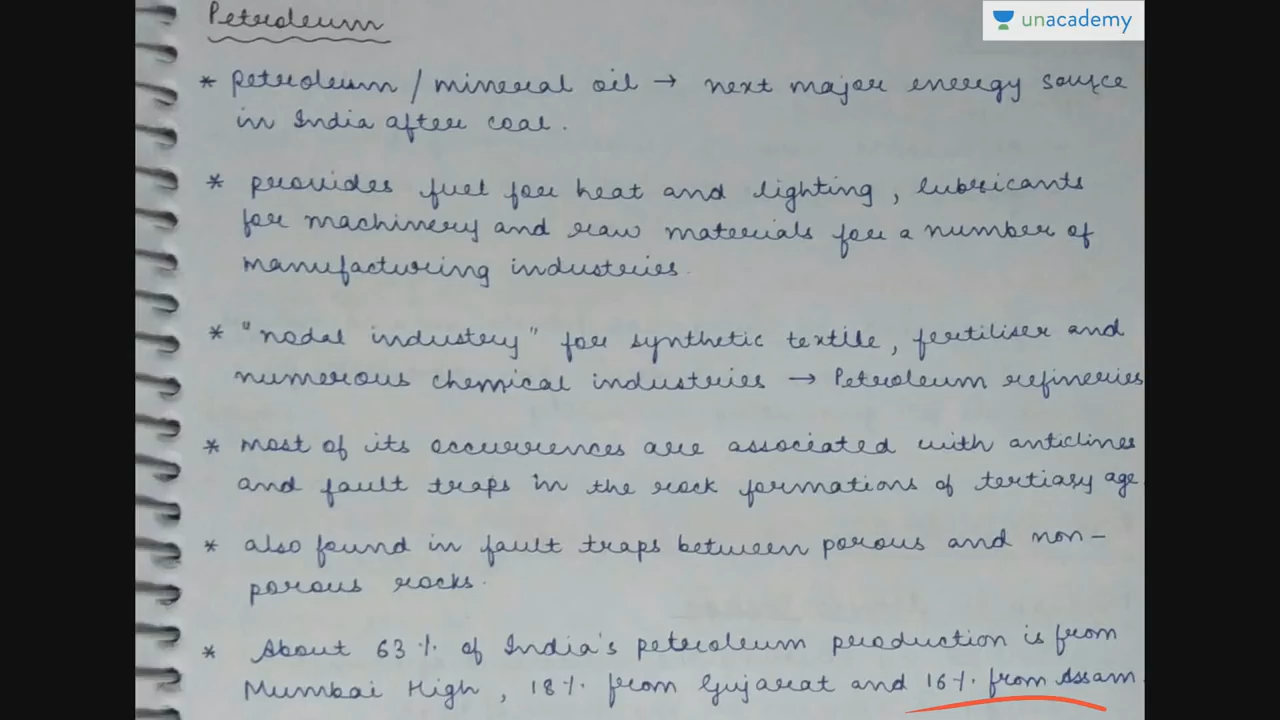 Petroleum
unacademy
* Petroleum / mineral oil → next major energy source
in India after coal.
* provides fuel for heat and lighting, lubricants
for machinery and raw materials for a number of
manufacturing industries.
* "nodal industry" for synthetic textile, fertiliser and
numerous chemical industries → Petroleum refineries
* most of its occurrences are associated with anticlines
and fault traps in the rock formations of tertiary age
* also found in fault traps between porous and non-
porous rocks.
* About 63% of India's petroleum production is from
Mumbai High, 18% from Gujarat and 16% from Assam